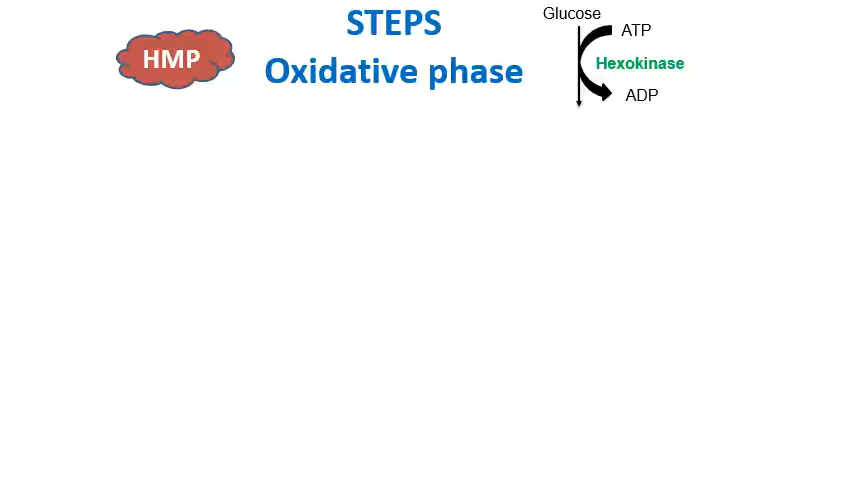 HMP
STEPS
Oxidative phase
Glucose
ATP
Hexokinase
ADP